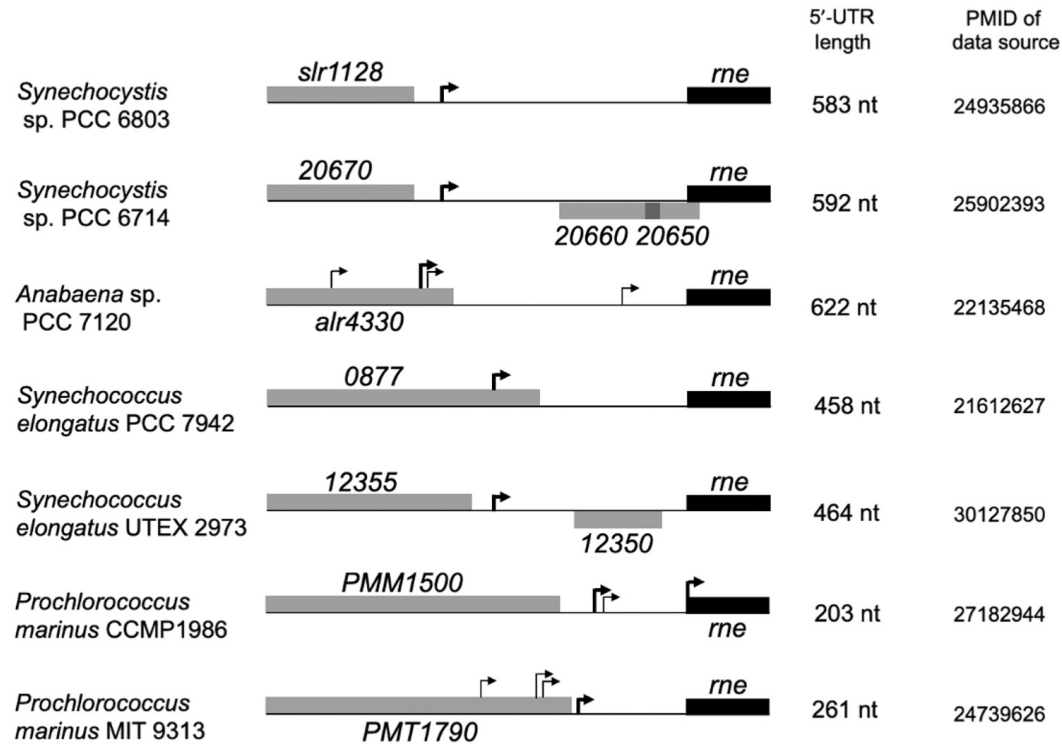 5′-UTR length
PMID of data source
slr1128
rne
Synechocystis
sp. PCC 6803
583 nt
24935866
20670
rne
Synechocystis
sp. PCC 6714
592 nt
25902393
20660 20650
Anabaena sp.
PCC 7120
rne
622 nt
22135468
alr4330
0877
rne
Synechococcus
elongatus PCC 7942
458 nt
21612627
12355
rne
Synechococcus
elongatus UTEX 2973
464 nt
30127850
12350
PMM1500
Prochlorococcus
marinus CCMP1986
rne
203 nt
27182944
rne
Prochlorococcus
marinus MIT 9313
261 nt
24739626
PMT1790